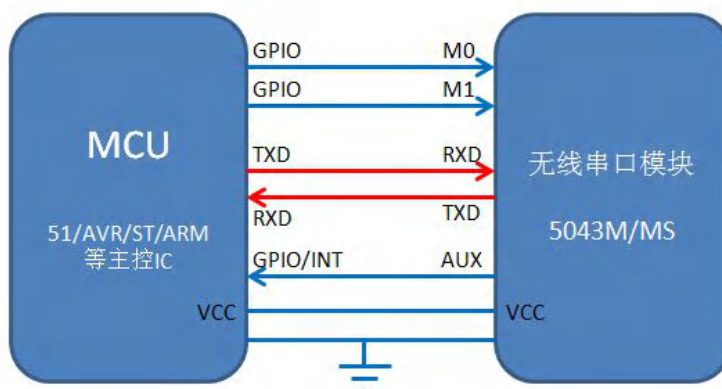 GPIO M0
GPIO M1
MCU
TXD RXD
无线串口模块
RXD TXD
51/AVR/ST/ARM
等主控IC
5043M/MS
GPIO/INT AUX
VCC VCC